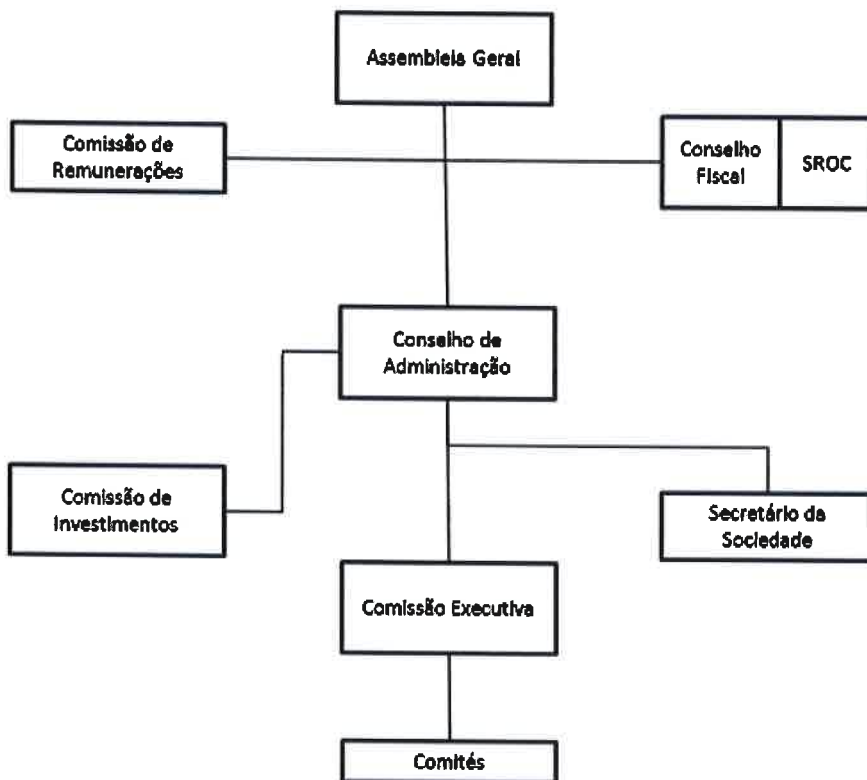 Assembleia Geral
Comissão de
Remunerações
Conselho
Fiscal
SROC
Conselho de
Administração
Comissão de
Investimentos
Secretário da
Sociedade
Comissão Executiva
Comités